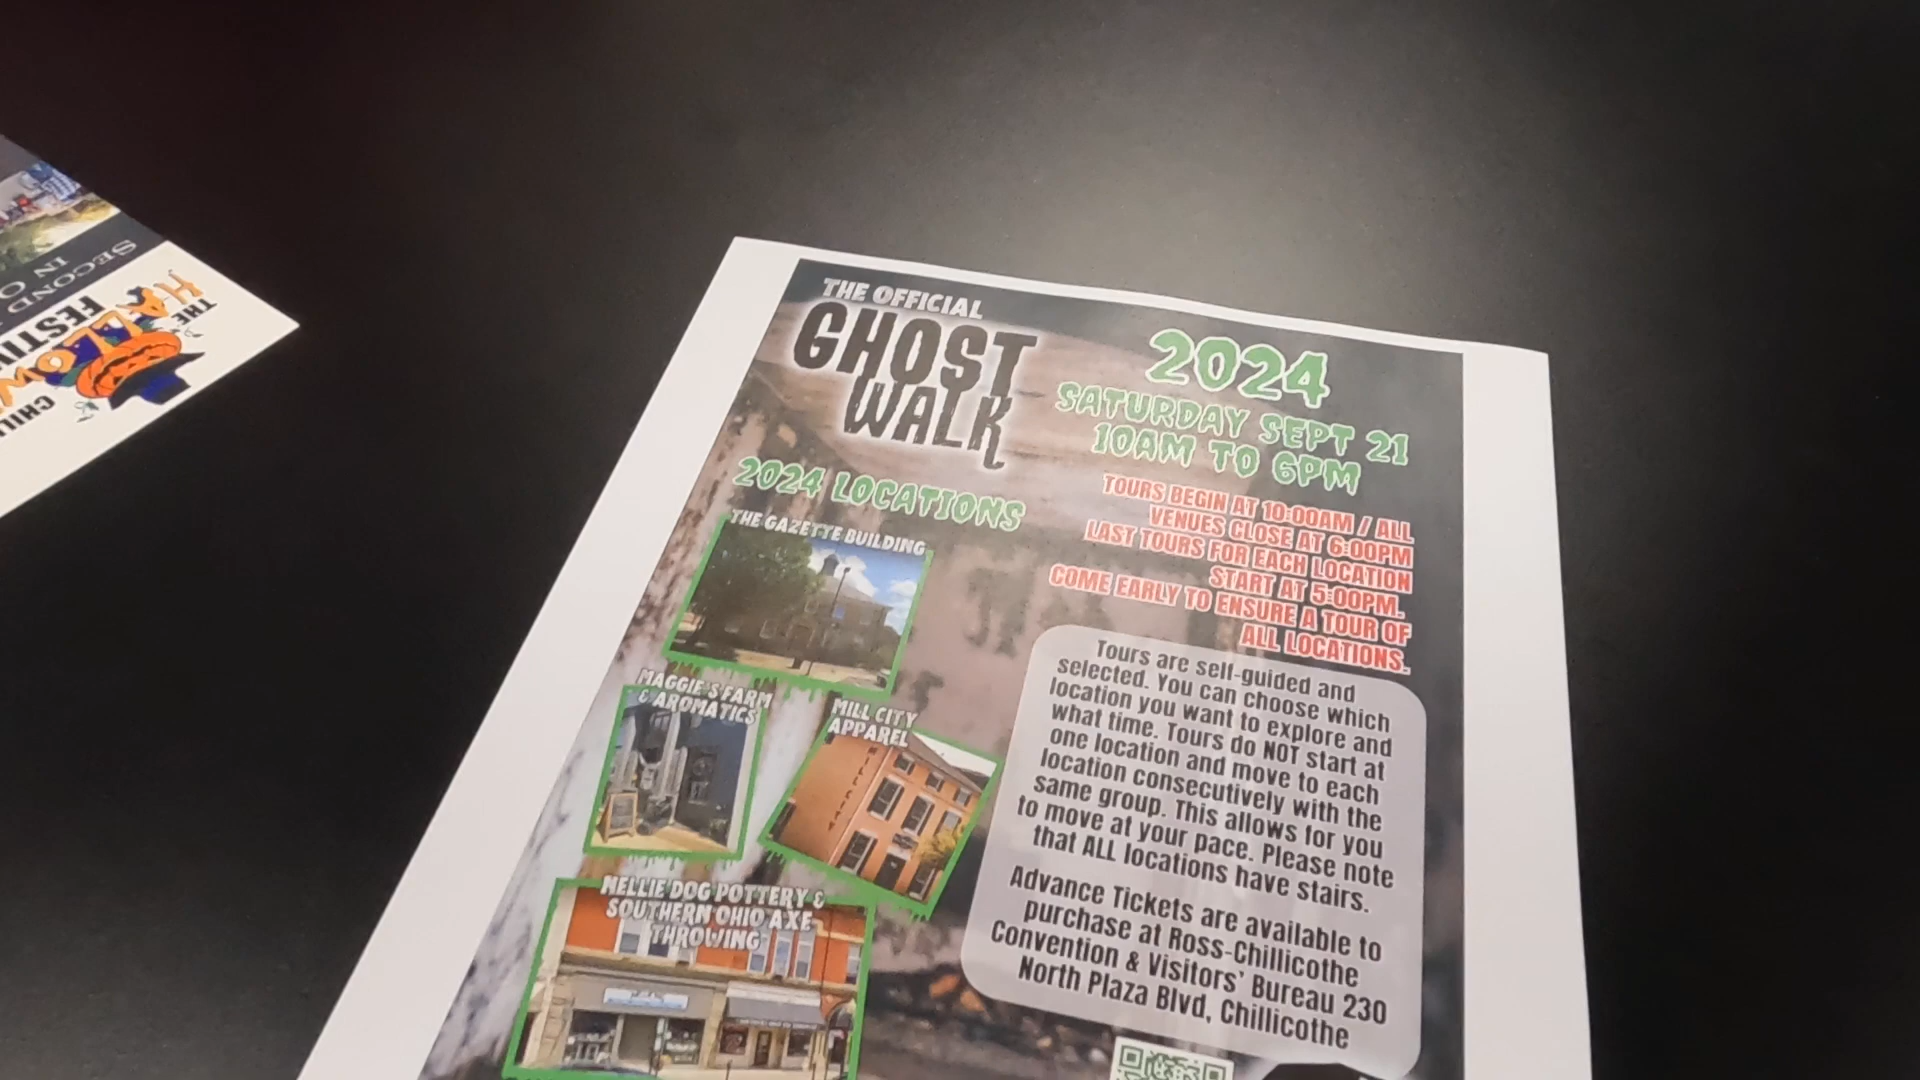 THE OFFICIAL
GHOST
WALK
2024
SATURDAY SEPT 21
10AM TO 6PM
2024 LOCATIONS
THE GAZETTE BUILDING
MAGGIE'S FARM
& AROMATICS
MILL CITY
APPAREL
NELLIE DOG POTTERY &
SOUTHERN OHIO AXE
THROWING
TOURS BEGIN AT 10:00AM / ALL
VENUES CLOSE AT 6:00PM
LAST TOURS FOR EACH LOCATION
START AT 5:00PM.
COME EARLY TO ENSURE A TOUR OF
ALL LOCATIONS.
Tours are self-guided and
selected. You can choose which
location you want to explore and
what time. Tours do NOT start at
one location and move to each
location consecutively with the
same group. This allows for you
to move at your pace. Please note
that ALL locations have stairs.
Advance Tickets are available to
purchase at Ross-Chillicothe
Convention & Visitors' Bureau 230
North Plaza Blvd, Chillicothe
SECOND
IN O
THE
HALLOW
FESTI
CHIL